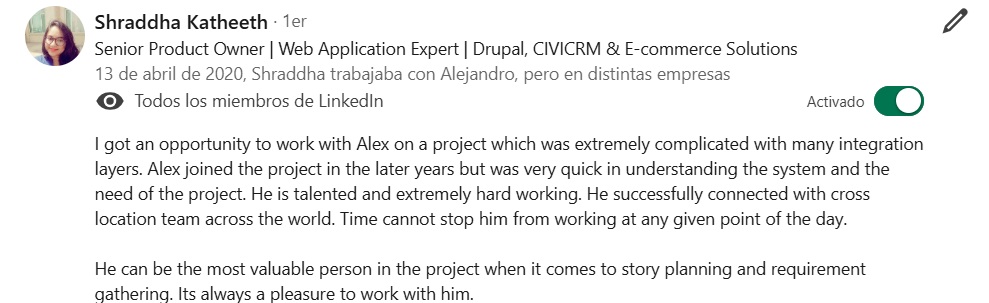 Shraddha Katheeth · 1er
Senior Product Owner | Web Application Expert | Drupal, CIVICRM & E-commerce Solutions
13 de abril de 2020, Shraddha trabajaba con Alejandro, pero en distintas empresas
Todos los miembros de LinkedIn
Activado
I got an opportunity to work with Alex on a project which was extremely complicated with many integration
layers. Alex joined the project in the later years but was very quick in understanding the system and the
need of the project. He is talented and extremely hard working. He successfully connected with cross
location team across the world. Time cannot stop him from working at any given point of the day.
He can be the most valuable person in the project when it comes to story planning and requirement
gathering. Its always a pleasure to work with him.